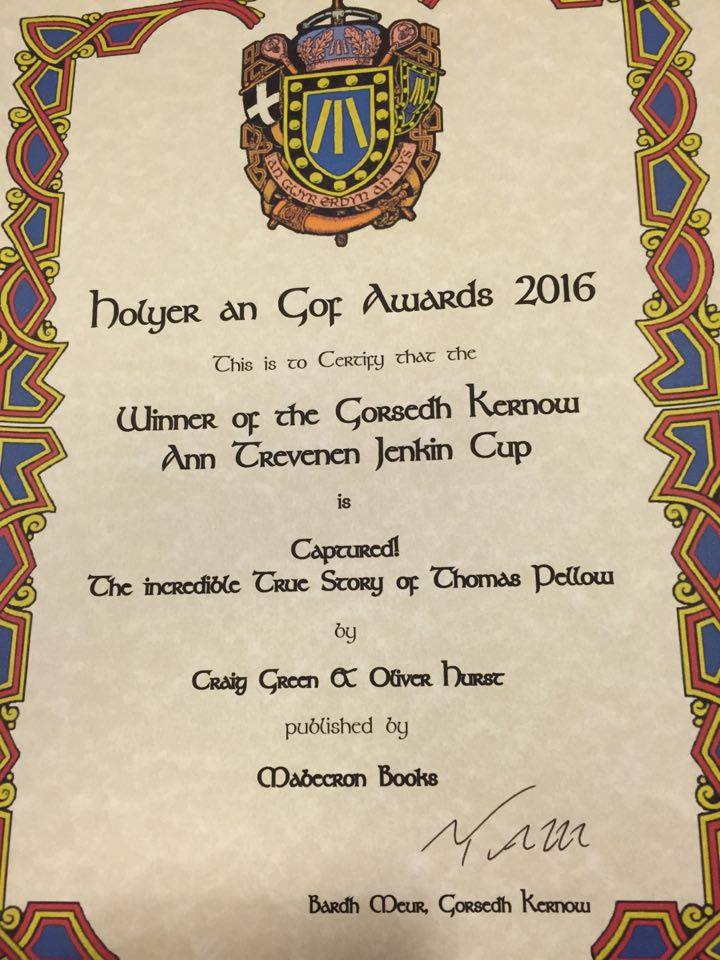 AN GWYR ERBYN AN BYS
Holyer an Gof Awards 2016
This is to Certify that the
Winner of the Gorsedh Kernow
Ann Trevenen Jenkin Cup
is
Captured!
The incredible True Story of Thomas Pellow
by
Craig Green & Oliver Hurst
published by
Mabecron Books
Bardh Meur, Gorsedh Kernow